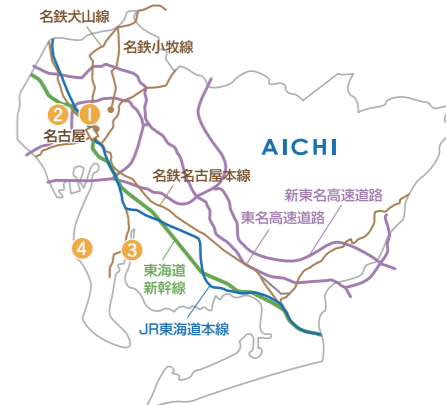 名鉄犬山線
名鉄小牧線
2
1
名古屋
AICHI
名鉄名古屋本線
新東名高速道路
東名高速道路
4
3
東海道
新幹線
JR東海道本線